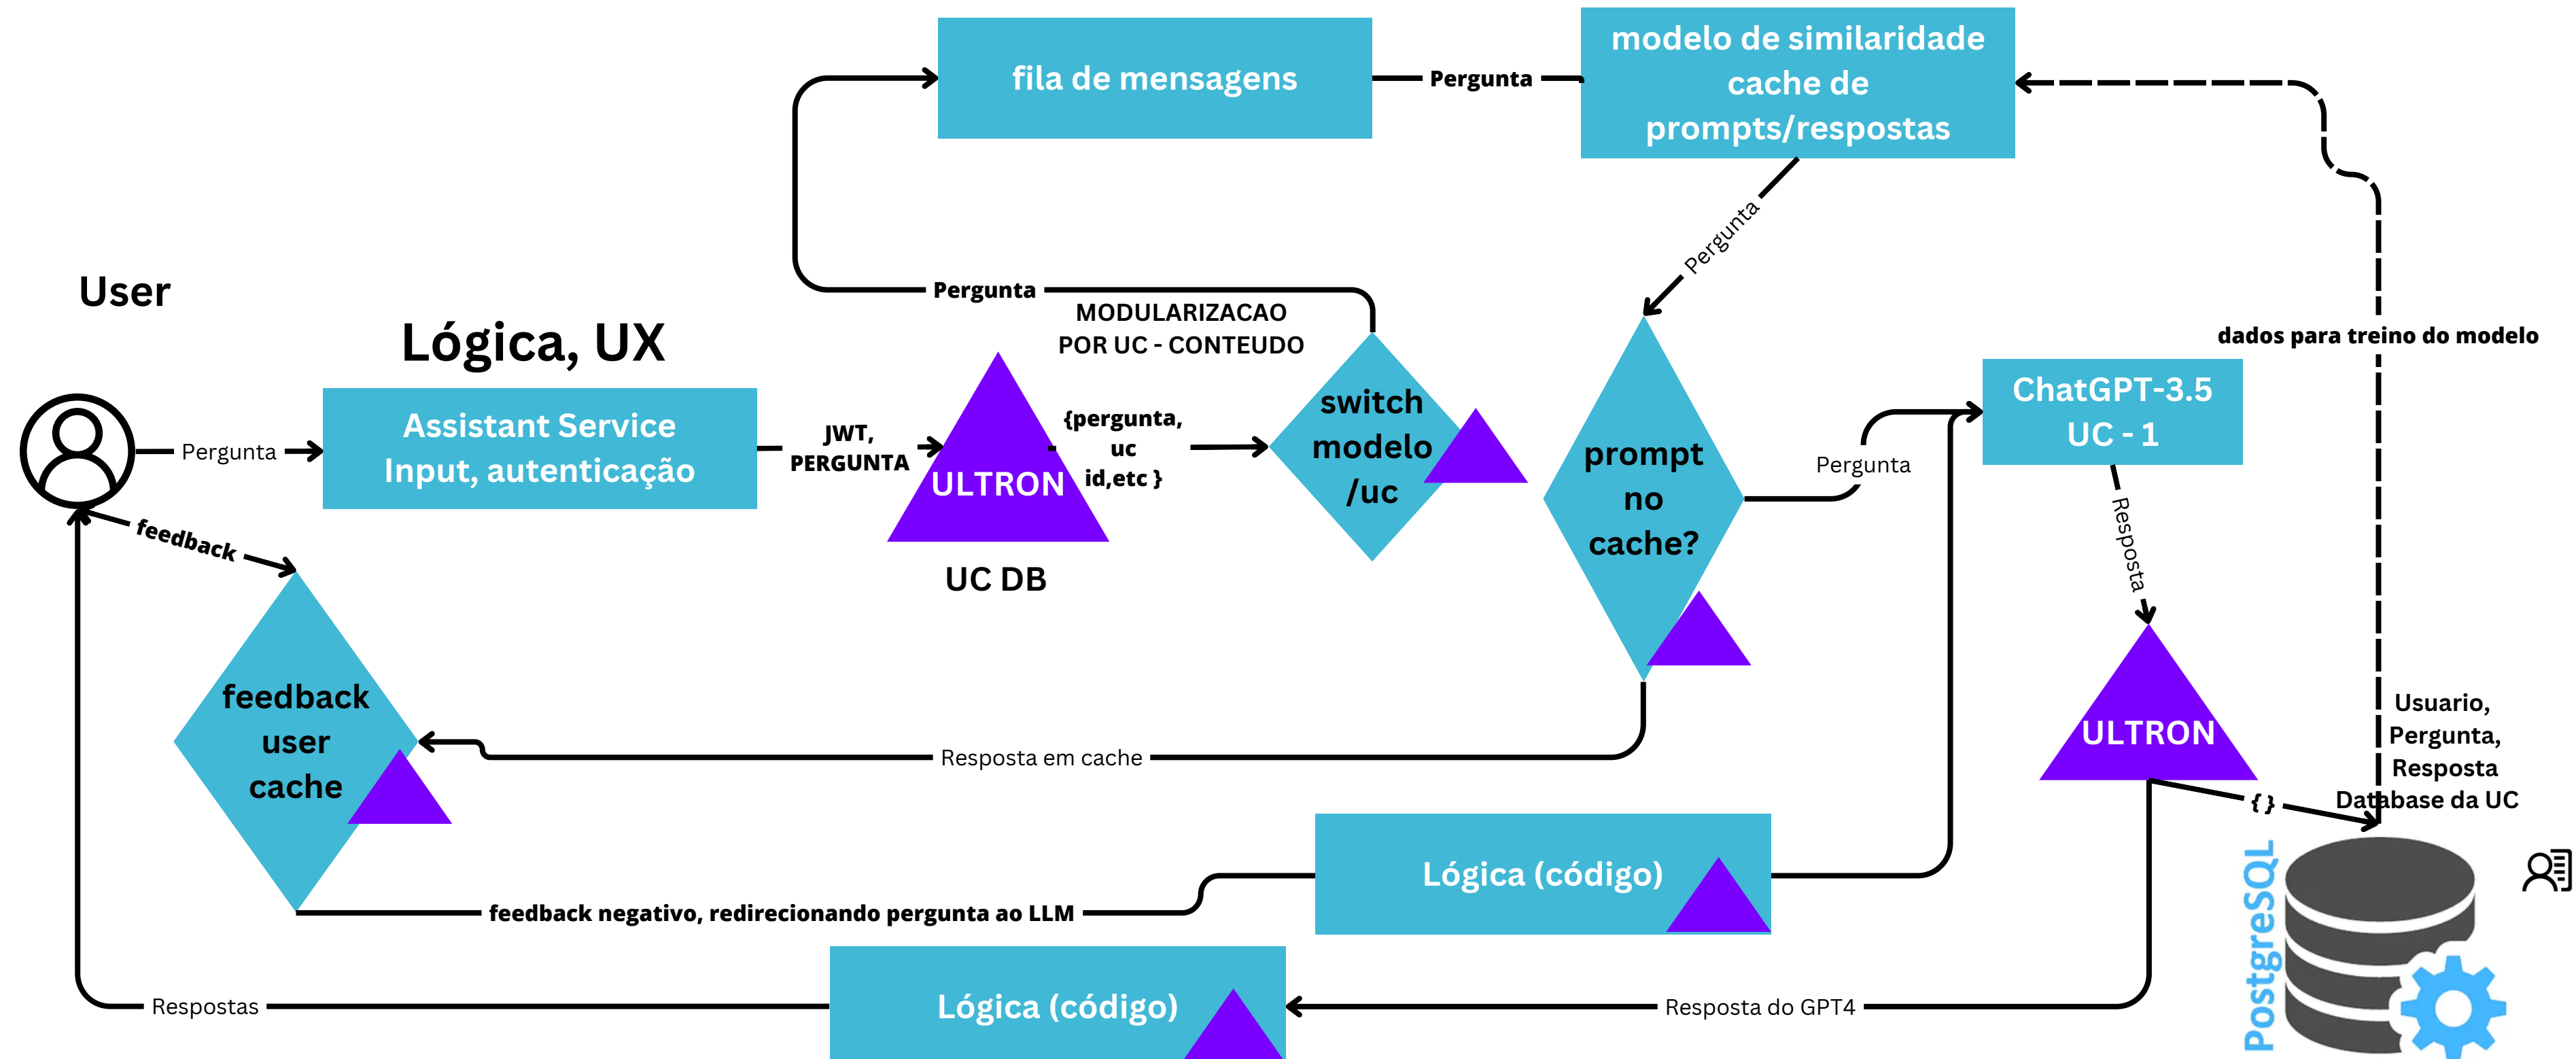 fila de mensagens
Pergunta
modelo de similaridade
cache de
prompts/respostas
Pergunta
User
Lógica, UX
Pergunta
MODULARIZACAO
POR UC - CONTEUDO
dados para treino do modelo
Pergunta
Assistant Service
Input, autenticação
JWT,
PERGUNTA
ULTRON
UC DB
{pergunta,
uc
id,etc }
switch
modelo
/uc
prompt
no
cache?
Pergunta
ChatGPT-3.5
UC - 1
Resposta
feedback
feedback
user
cache
Resposta em cache
ULTRON
Usuario,
Pergunta,
Resposta
Database da UC
{ }
Lógica (código)
feedback negativo, redirecionando pergunta ao LLM
PostgreSQL
Respostas
Lógica (código)
Resposta do GPT4